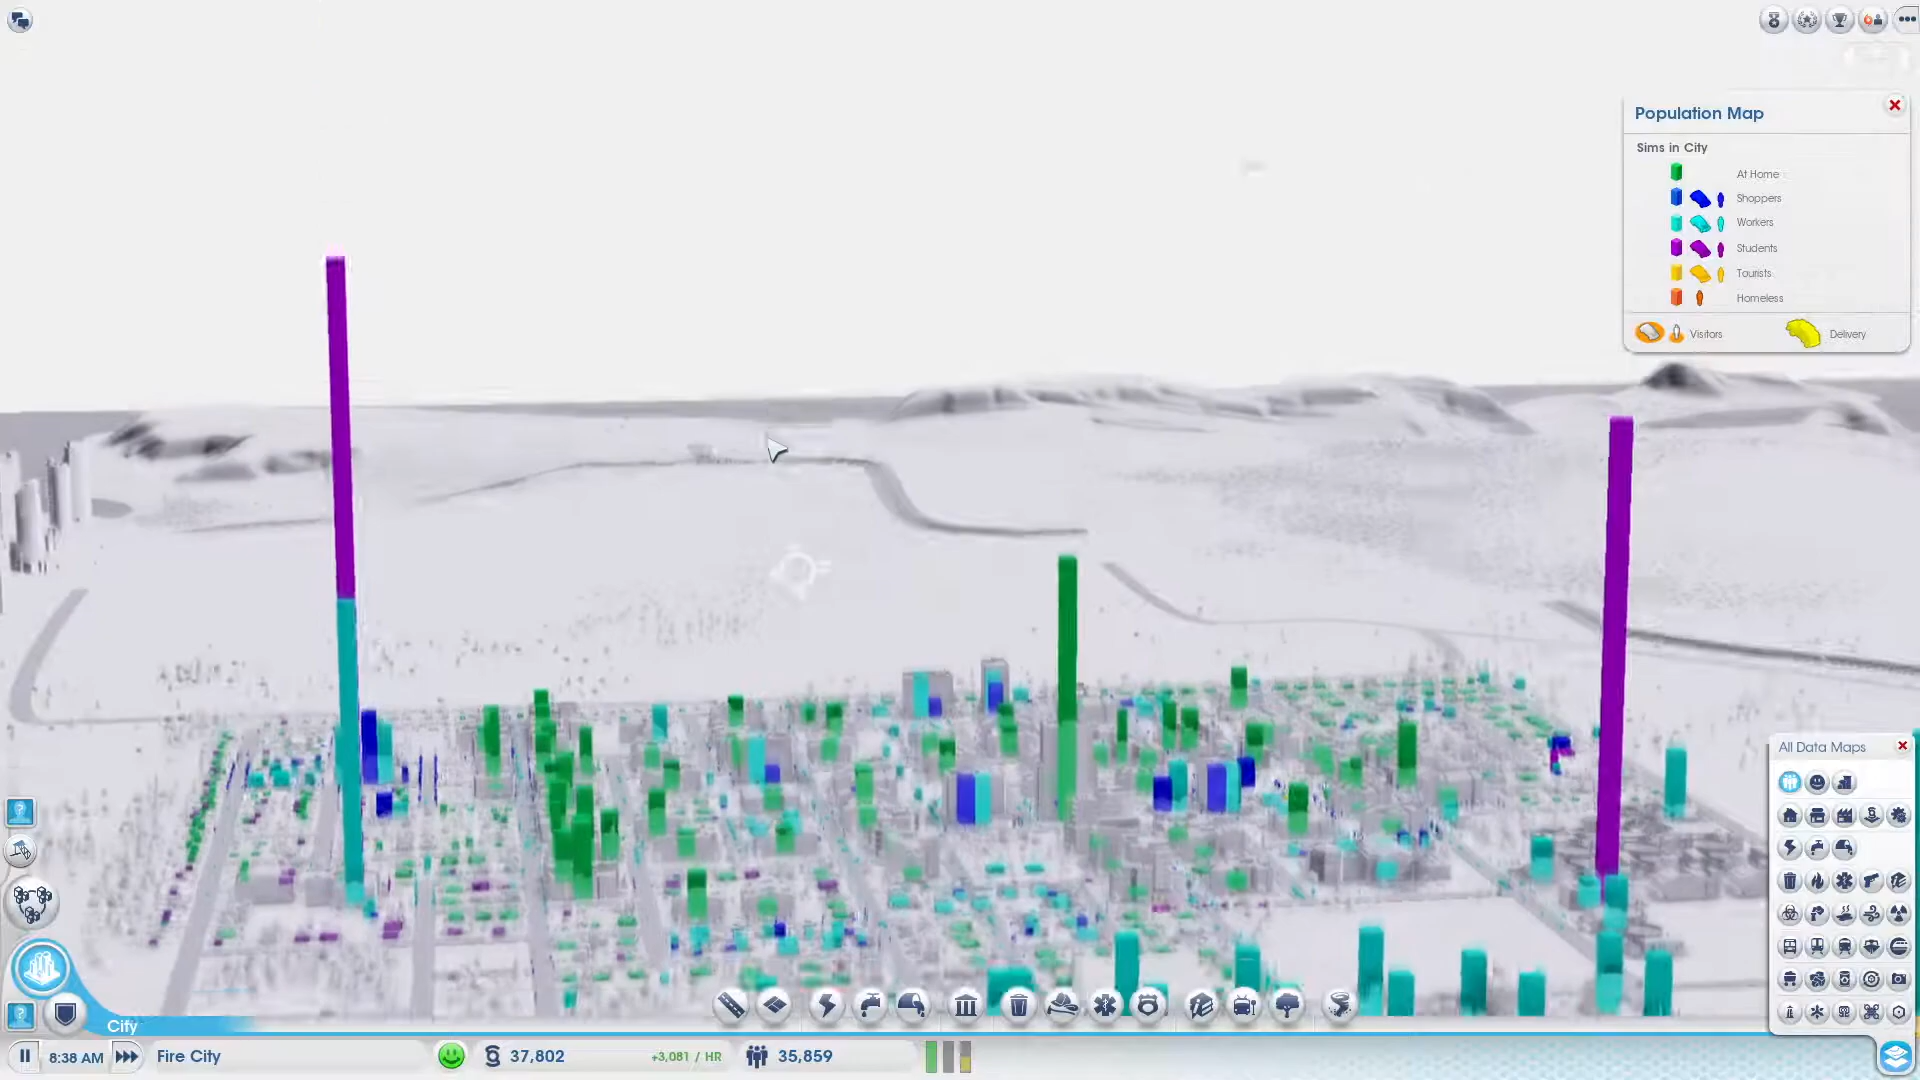 Population Map
Sims in City
At Home
Shoppers
Workers
Students
Tourists
Homeless
Visitors
Delivery
All Data Maps
City
8:38 AM
Fire City
37,802
+3,081 / HR
35,859